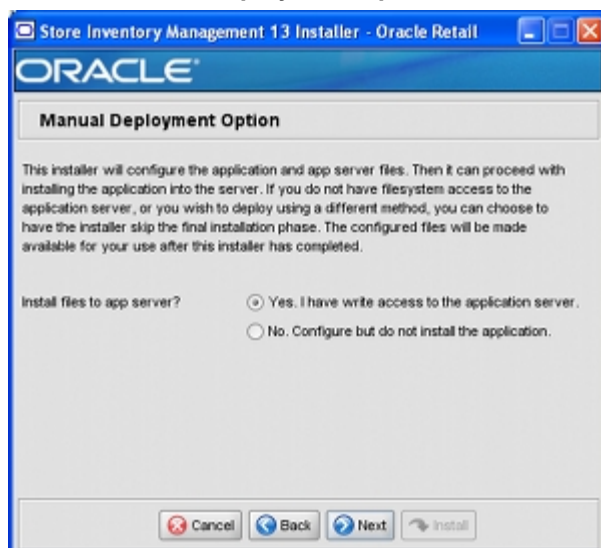 Store Inventory Management 13 Installer - Oracle Retail
ORACLE®
Manual Deployment Option
This installer will configure the application and app server files. Then it can proceed with
installing the application into the server. If you do not have filesystem access to the
application server, or you wish to deploy using a different method, you can choose to
have the installer skip the final installation phase. The configured files will be made
available for your use after this installer has completed.
Install files to app server?
Yes. I have write access to the application server.
No. Configure but do not install the application.
Cancel Back Next Install